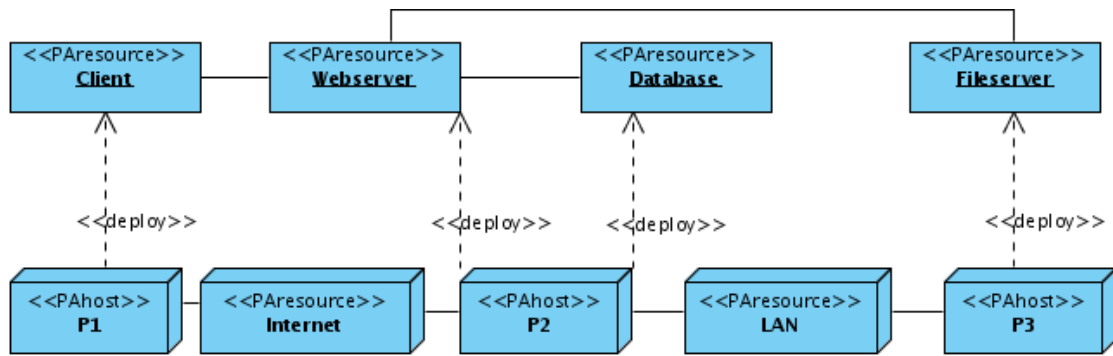 <<PAresource>>
Client
<<PAresource>>
Webserver
<<PAresource>>
Database
<<PAresource>>
Fileserver
<<deploy>>
<<deploy>>
<<deploy>>
<<deploy>>
<<PAhost>>
P1
<<PAresource>>
Internet
<<PAhost>>
P2
<<PAresource>>
LAN
<<PAhost>>
P3